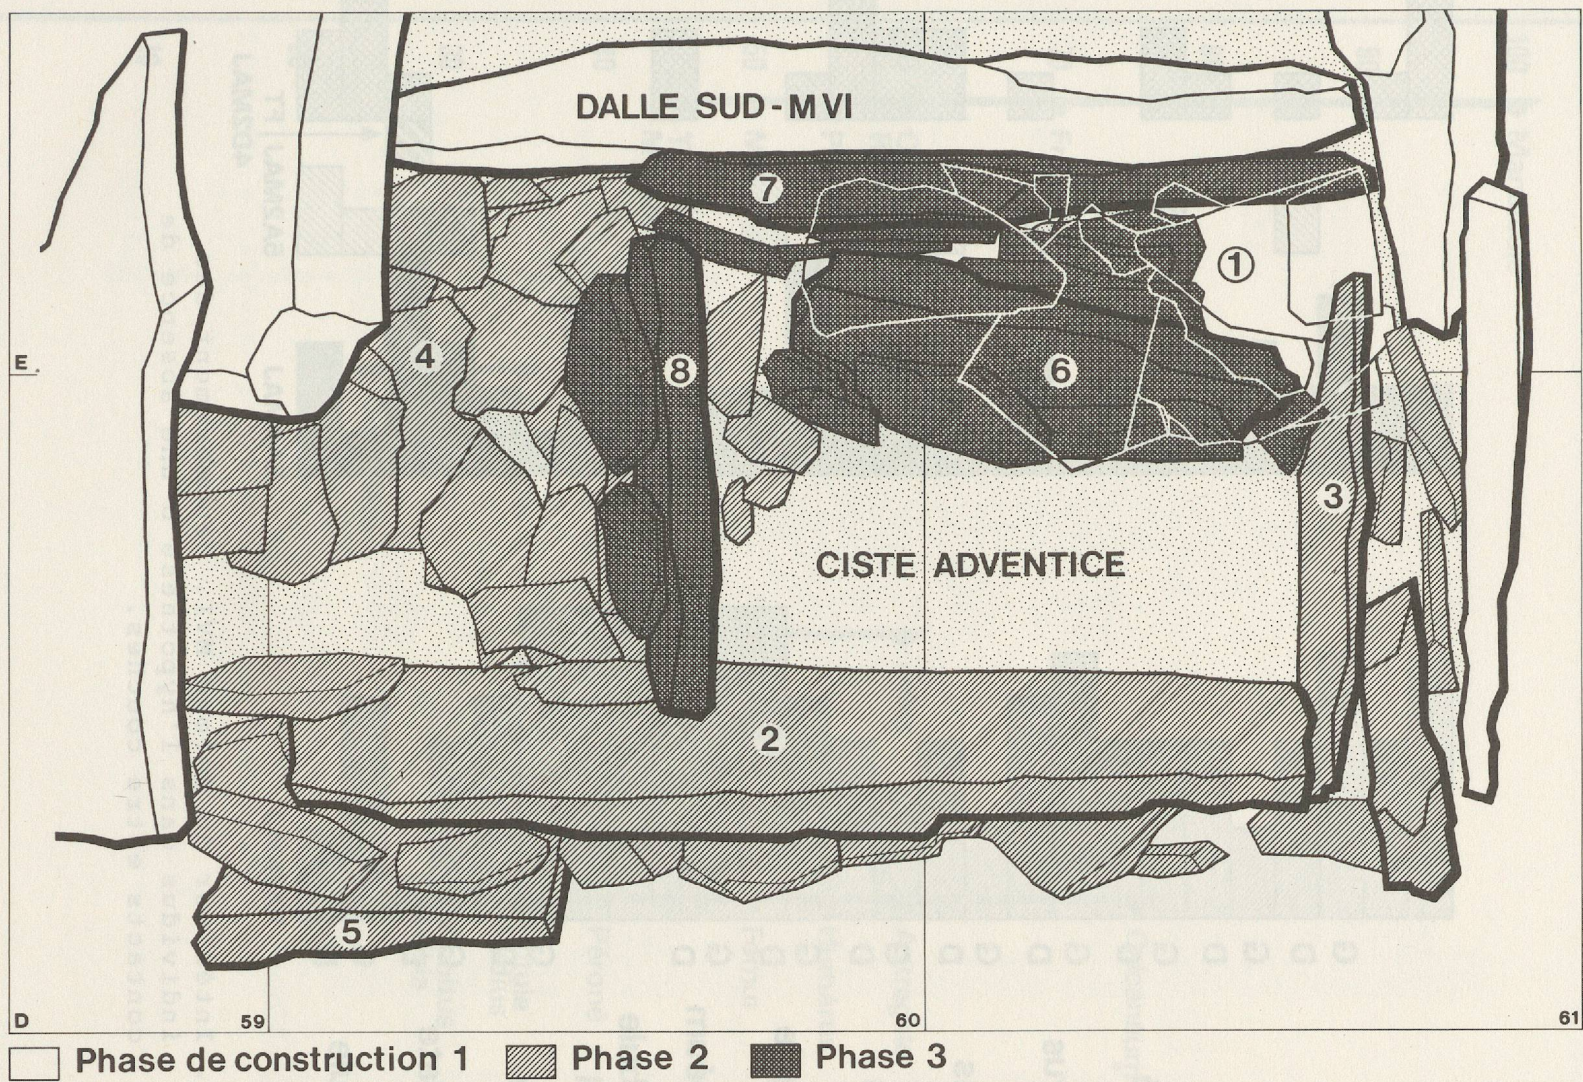 DALLE SUD - M VI
7
1
E
4
8
6
3
CISTE ADVENTICE
2
5
D
59
60
61
Phase de construction 1
Phase 2
Phase 3